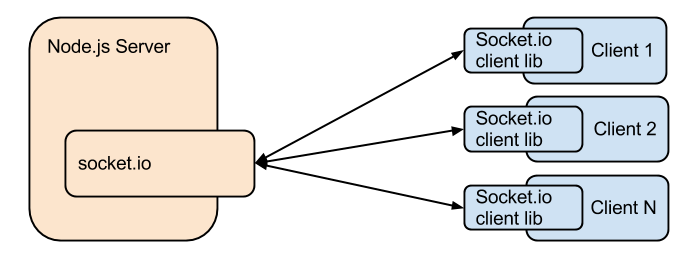 Node.js Server
socket.io
Socket.io
client lib
Client 1
Socket.io
client lib
Client 2
Socket.io
client lib
Client N